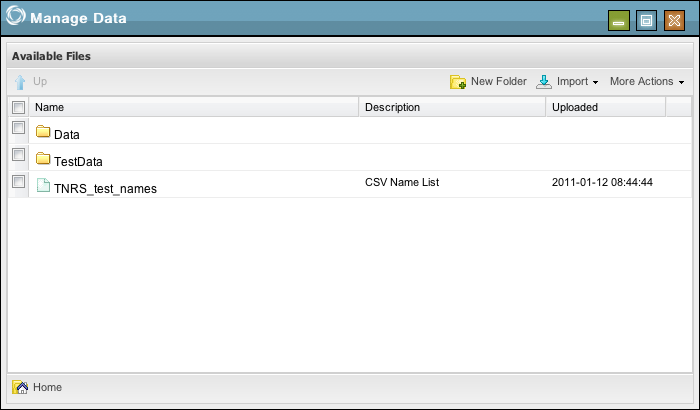 Manage Data
Available Files
Up New Folder Import More Actions
Name Description Uploaded
Data
TestData
TNRS_test_names CSV Name List 2011-01-12 08:44:44
Home